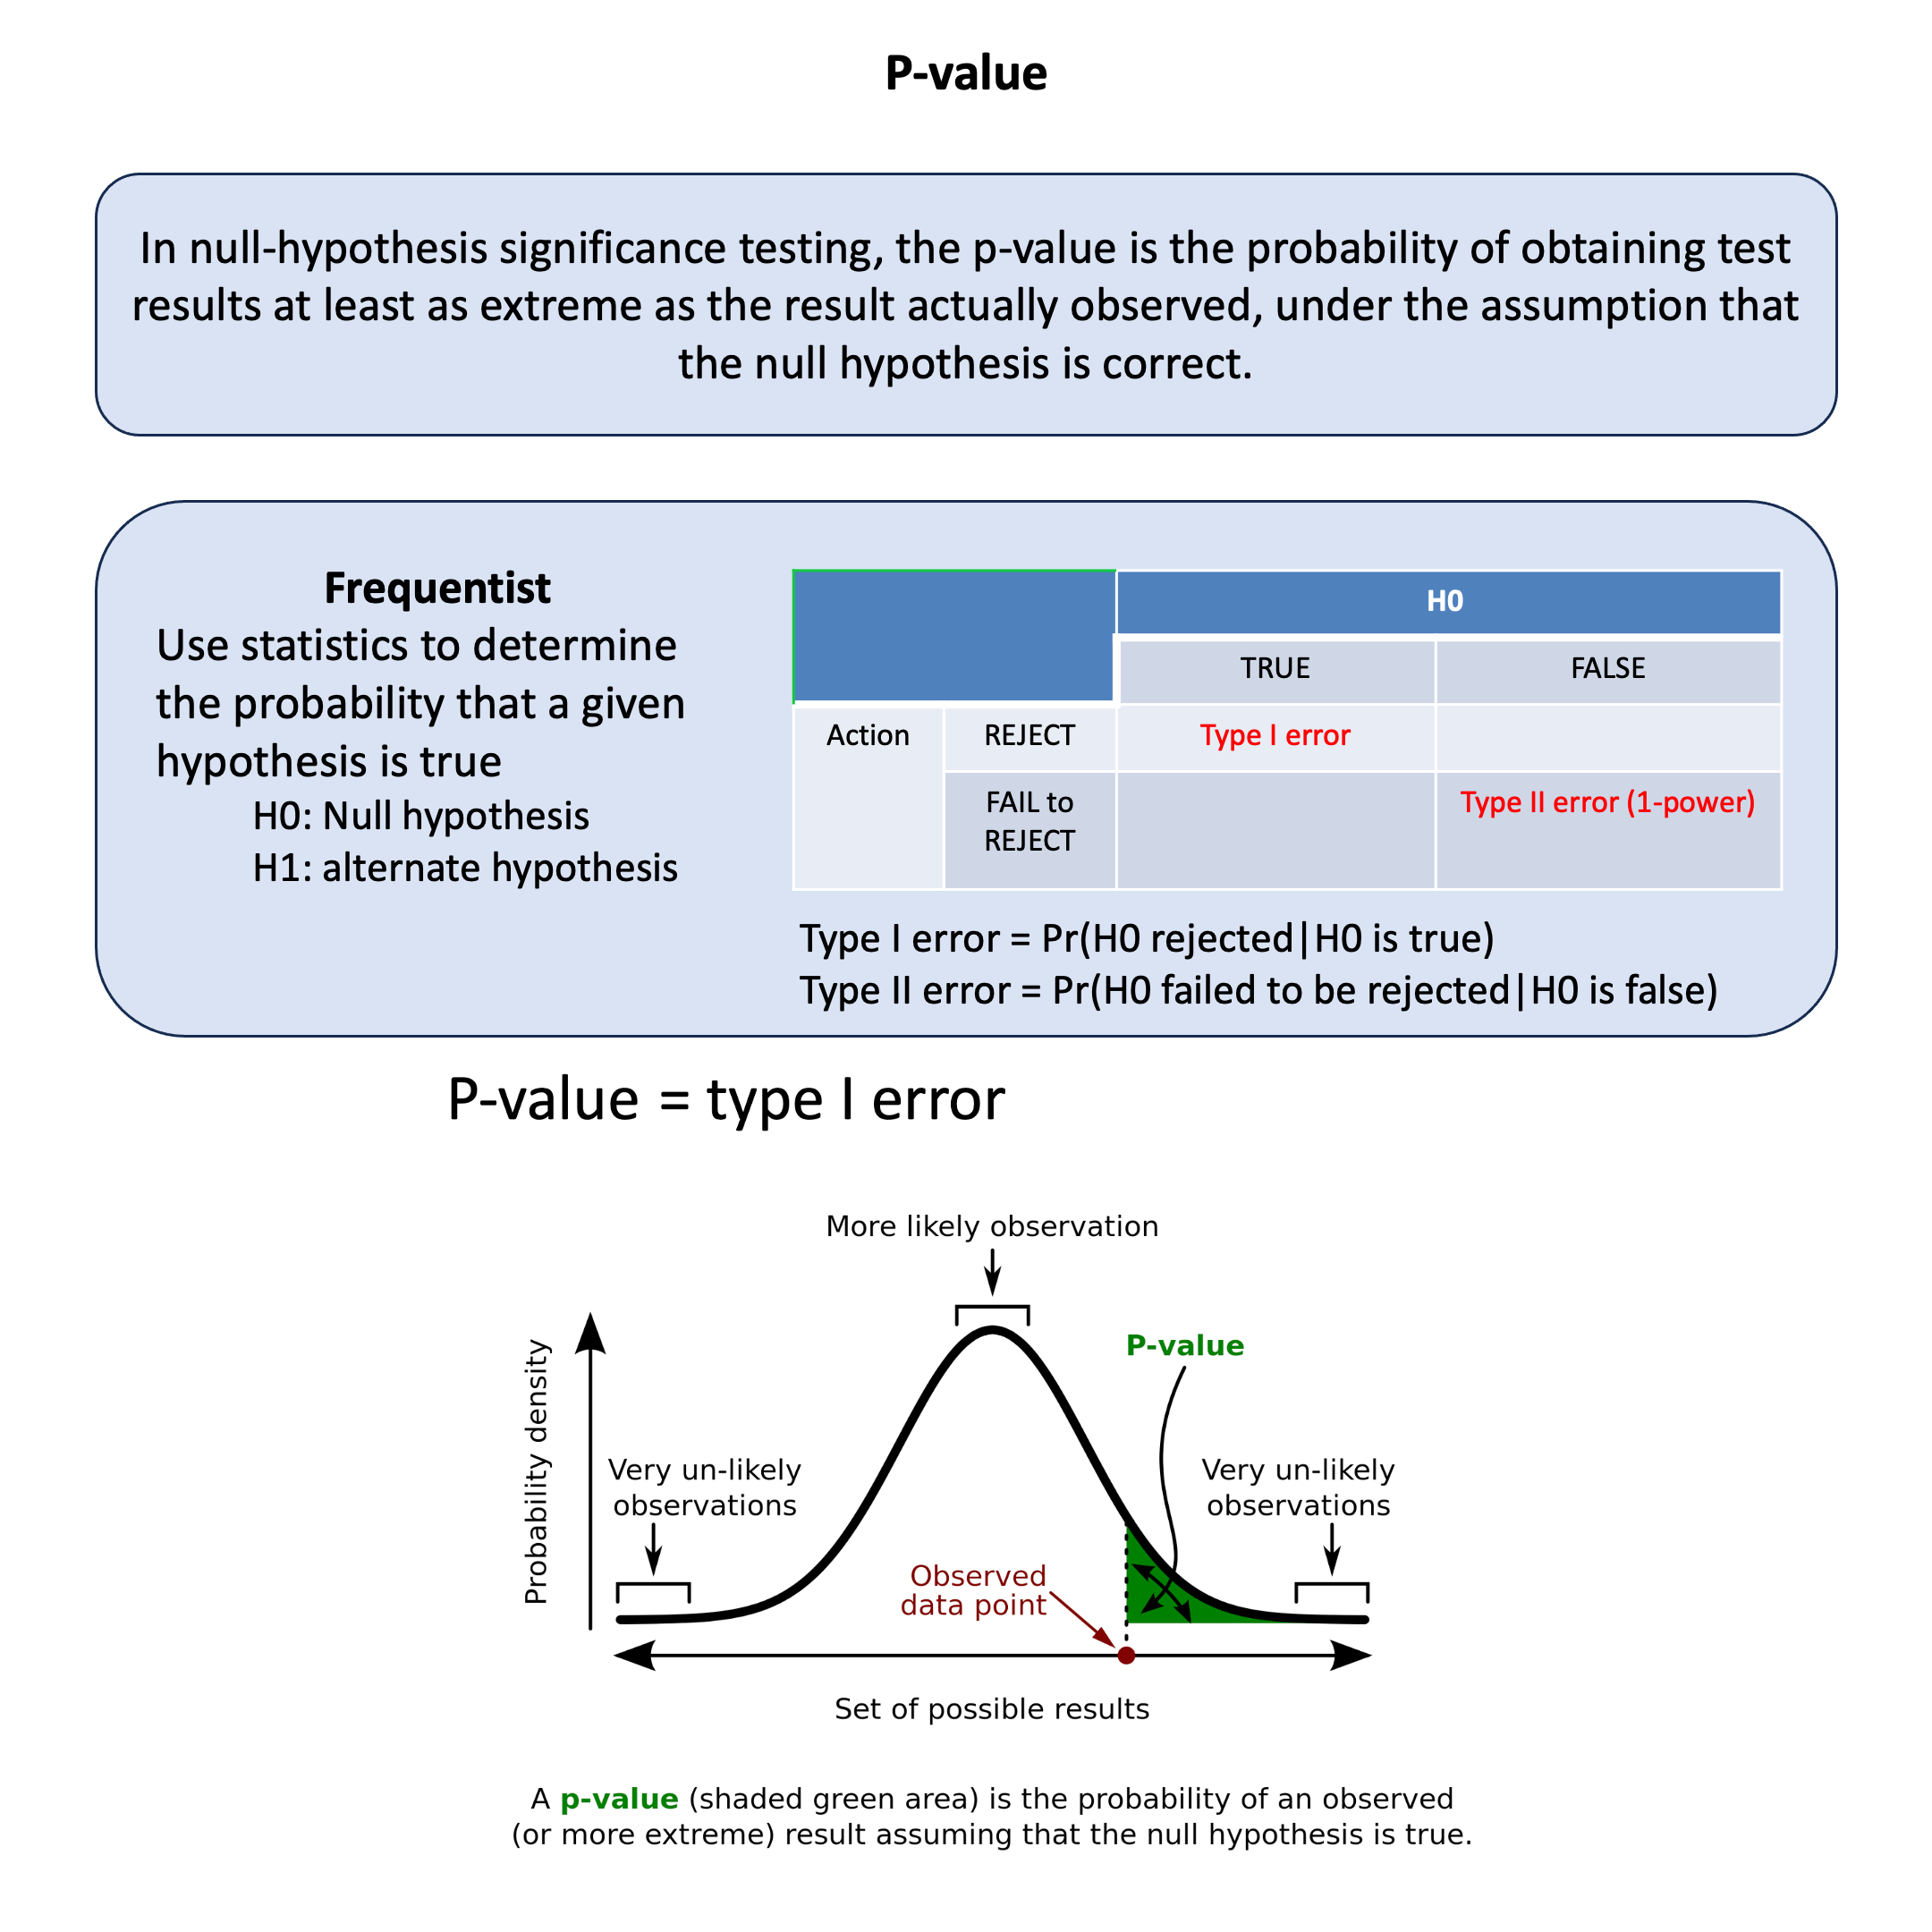 P-value
In null-hypothesis significance testing, the p-value is the probability of obtaining test
results at least as extreme as the result actually observed, under the assumption that
the null hypothesis is correct.
Frequentist
Use statistics to determine
the probability that a given
hypothesis is true
H0: Null hypothesis
H1: alternate hypothesis
H0
TRUE FALSE
Action REJECT Type I error
FAIL to
REJECT
Type II error (1-power)
Type I error = Pr(H0 rejected|H0 is true)
Type II error = Pr(H0 failed to be rejected|H0 is false)
P-value = type I error
More likely observation
P-value
Probability density
Very un-likely
observations
Very un-likely
observations
Observed
data point
Set of possible results
A p-value (shaded green area) is the probability of an observed
(or more extreme) result assuming that the null hypothesis is true.